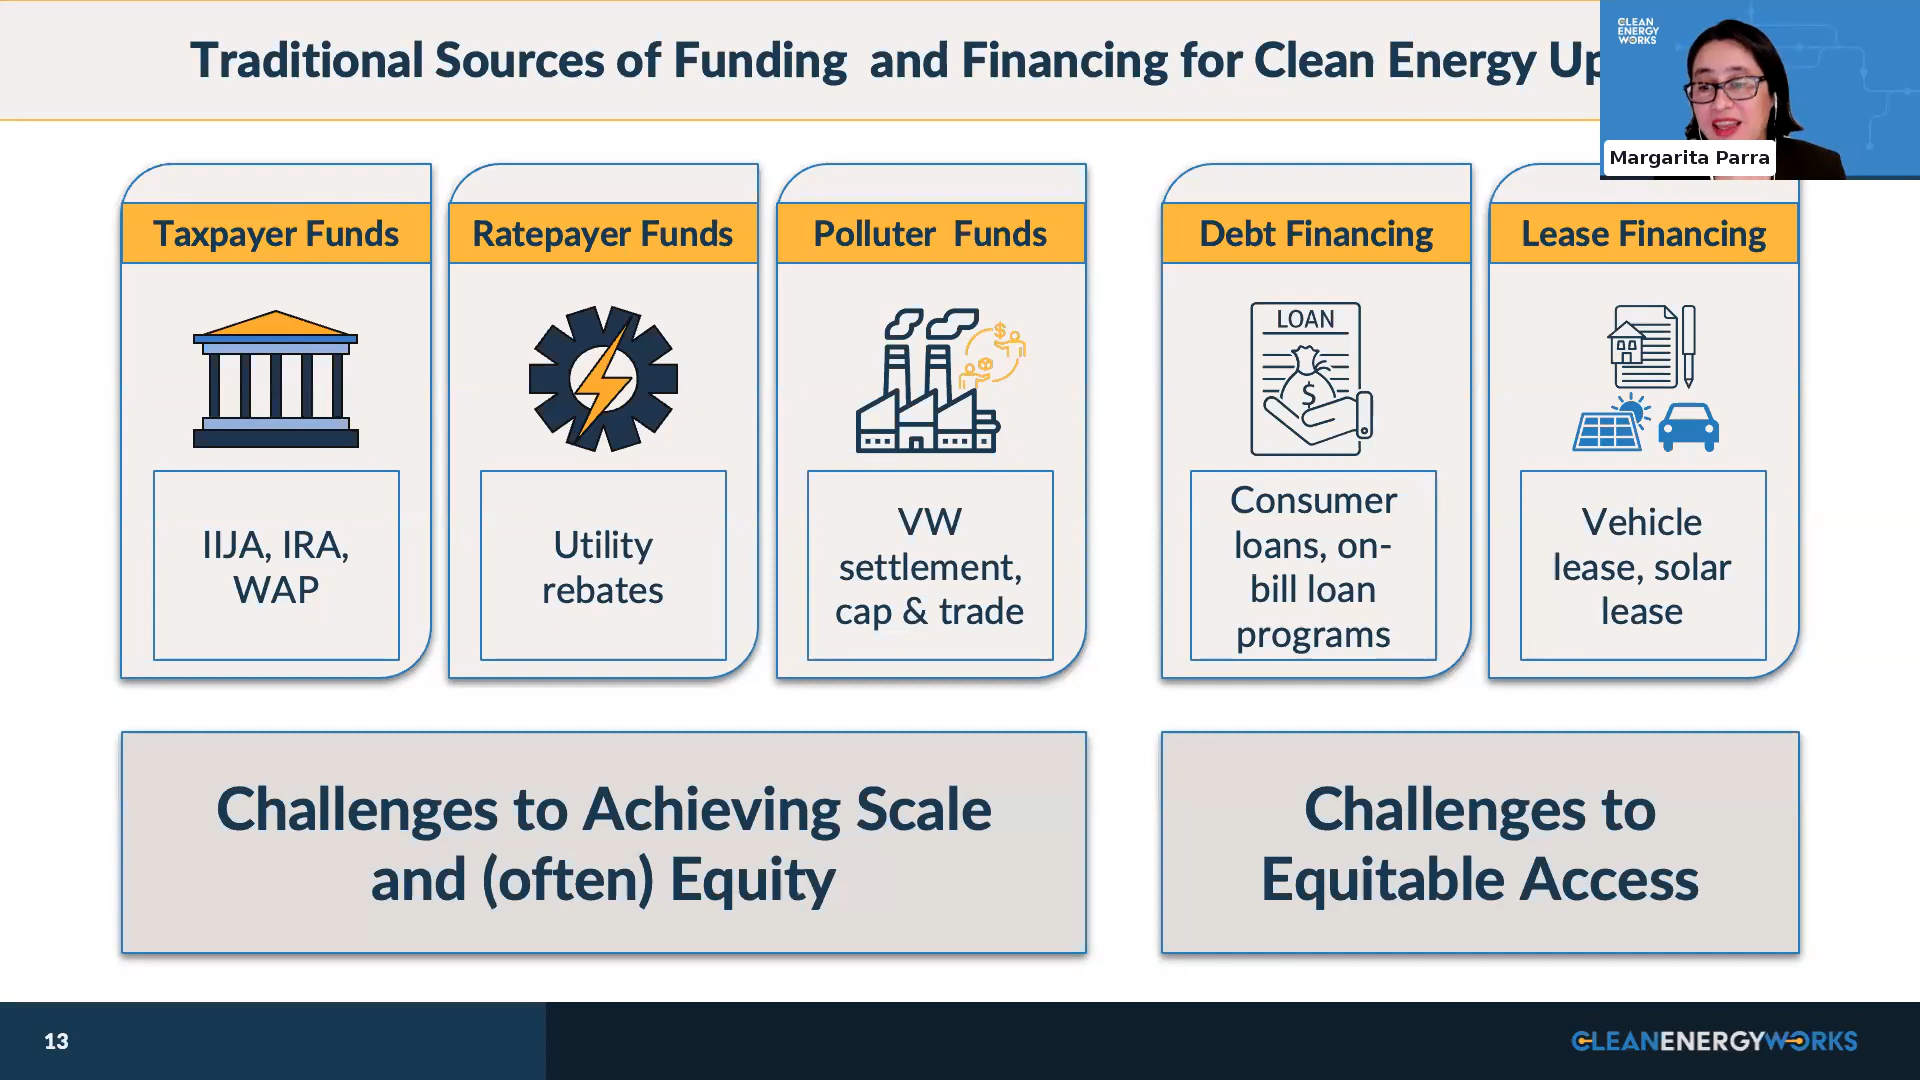 Traditional Sources of Funding  and Financing for Clean Energy
CLEAN
ENERGY
WORKS
Margarita Parra
Taxpayer Funds
IIJA, IRA,
WAP
Ratepayer Funds
Utility
rebates
Polluter  Funds
VW
settlement,
cap & trade
Debt Financing
LOAN
$
Consumer
loans, on-
bill loan
programs
Lease Financing
Vehicle
lease, solar
lease
Challenges to Achieving Scale
and (often) Equity
Challenges to
Equitable Access
13
CLEANENERGYWORKS